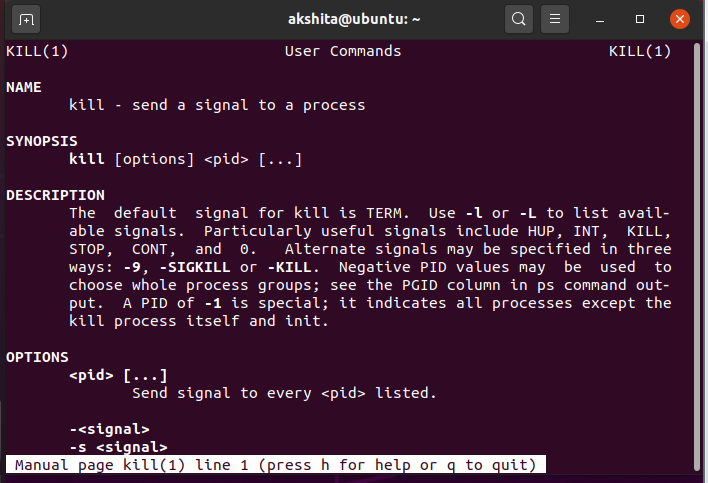 akshita@ubuntu: ~
KILL(1) User Commands KILL(1)
NAME
kill - send a signal to a process
SYNOPSIS
kill [options] <pid> [...]
DESCRIPTION
The default signal for kill is TERM. Use -l or -L to list avail-
able signals. Particularly useful signals include HUP, INT, KILL,
STOP, CONT, and 0. Alternate signals may be specified in three
ways: -9, -SIGKILL or -KILL. Negative PID values may be used to
choose whole process groups; see the PGID column in ps command out-
put. A PID of -1 is special; it indicates all processes except the
kill process itself and init.
OPTIONS
<pid> [...]
Send signal to every <pid> listed.
-<signal>
-s <signal>
Manual page kill(1) line 1 (press h for help or q to quit)